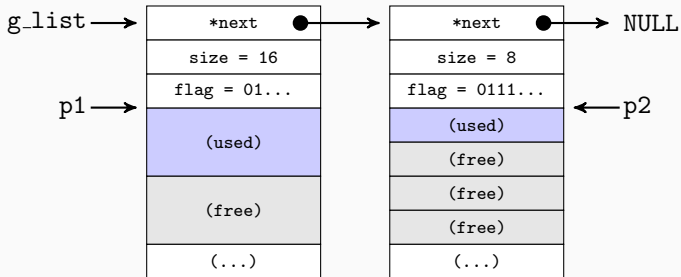 g_list *next *next NULL
size = 16 size = 8
flag = 01... flag = 0111...
p1 p2
(used) (used)
(free)
(free)
(free) (free)
(...) (...)